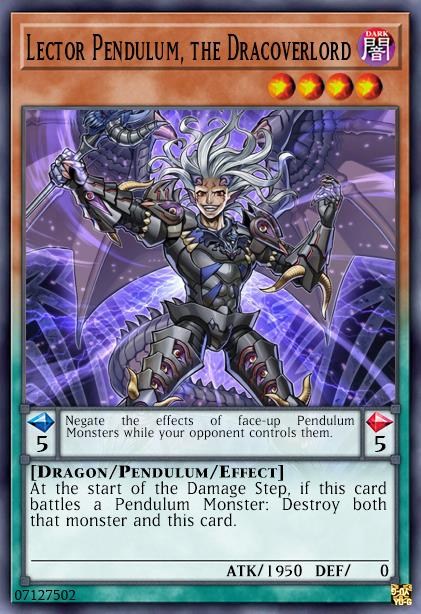 Lector Pendulum, the Dracoverlord
DARK
闇
Negate the effects of face-up Pendulum
Monsters while your opponent controls them.
5
5
[Dragon/Pendulum/Effect]
At the start of the Damage Step, if this card
battles a Pendulum Monster: Destroy both
that monster and this card.
ATK/1950 DEF/ 0
07127502